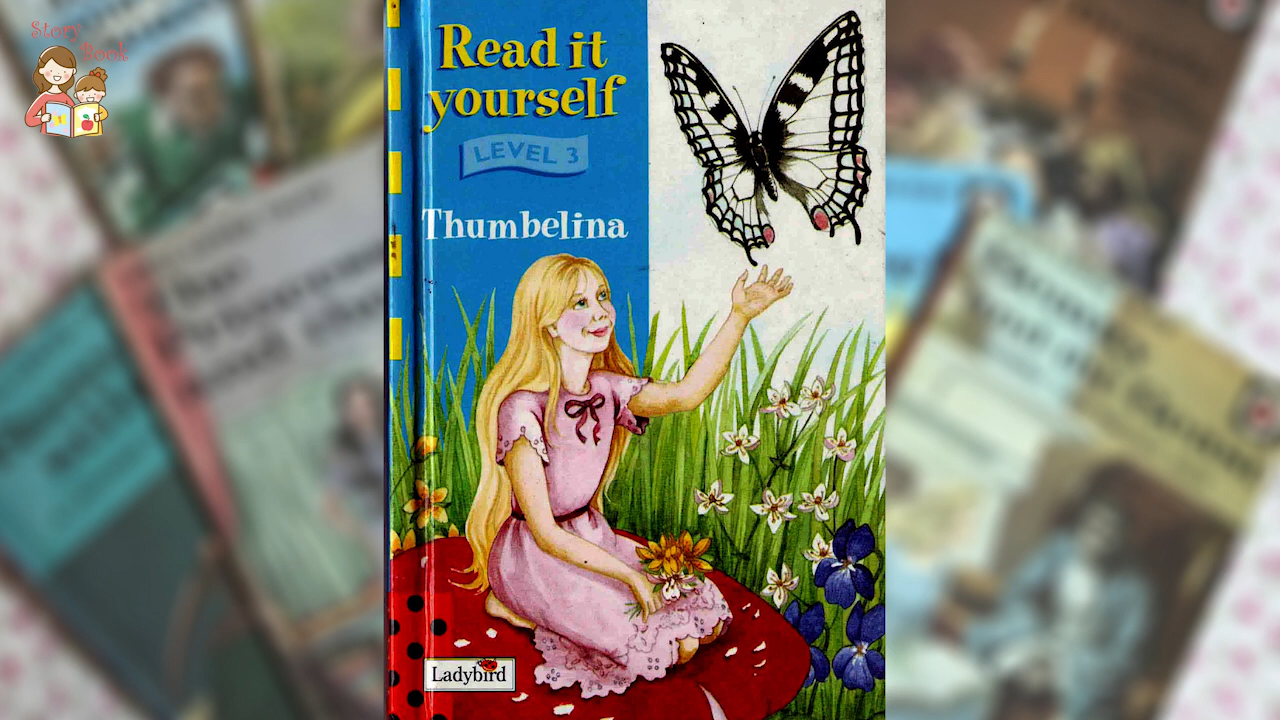 Story
Book
Read it
yourself
LEVEL 3
Thumbelina
Ladybird